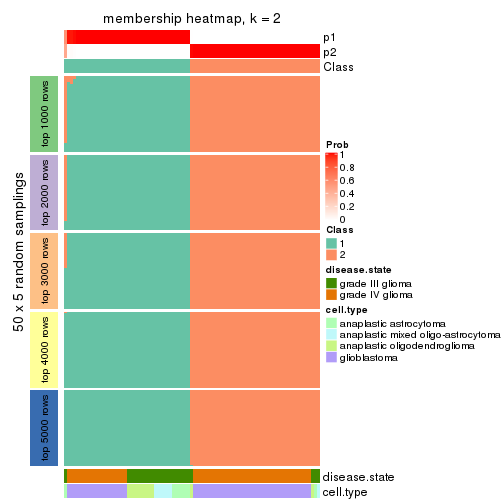 membership heatmap, k = 2
p1
p2
Class
50 x 5 random samplings
top 1000 rows
top 2000 rows
top 3000 rows
top 4000 rows
top 5000 rows
disease.state
cell.type
Prob
1
0.8
0.6
0.4
0.2
0
Class
1
2
disease.state
grade III glioma
grade IV glioma
cell.type
anaplastic astrocytoma
anaplastic mixed oligo-astrocytoma
anaplastic oligodendroglioma
glioblastoma